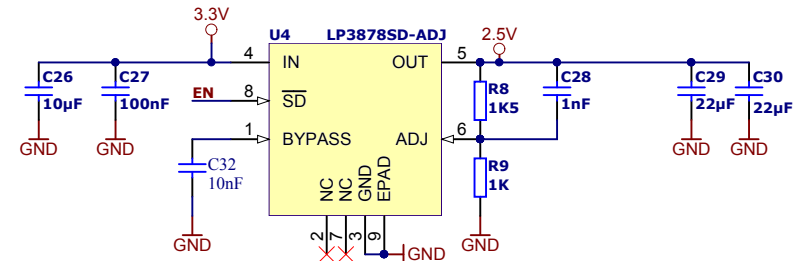 3.3V
U4 LP3878SD-ADJ
2.5V
4 IN OUT 5
C26
10µF
C27
100nF
EN 8 SD
R8
1K5
C28
1nF
C29
22µF
C30
22µF
1 BYPASS ADJ 6
GND
GND
GND
GND
C32
10nF
R9
1K
NC
NC
GND
EPAD
2
7
3
9
GND
GND
GND